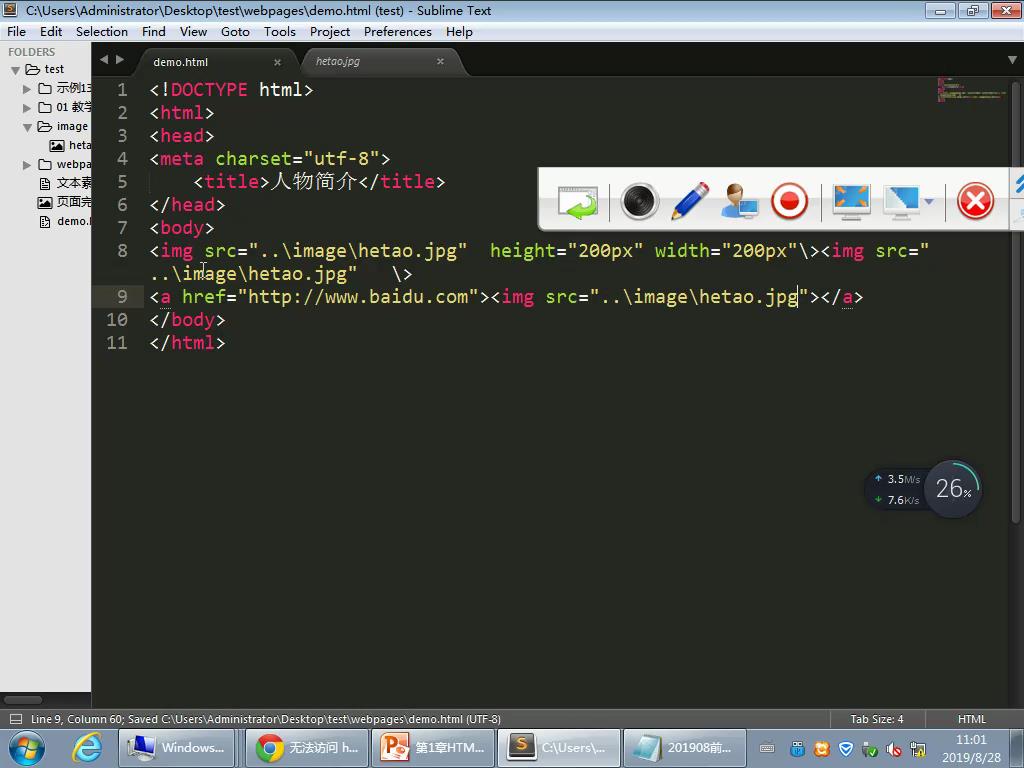 C:\Users\Administrator\Desktop\test\webpages\demo.html (test) - Sublime Text
File Edit Selection Find View Goto Tools Project Preferences Help
FOLDERS
test
示例13
01 教学
image
heta
webpa
文本素
页面完
demo.
demo.html
hetao.jpg
1 <!DOCTYPE html>
2 <html>
3 <head>
4 <meta charset="utf-8">
5 <title>人物简介</title>
6 </head>
7 <body>
8 <img src="..\image\hetao.jpg" height="200px" width="200px"\><img src="
..\image\hetao.jpg" \>
9 <a href="http://www.baidu.com"><img src="..\image\hetao.jpg"></a>
10 </body>
11 </html>
3.5M/s
7.6K/s
26%
Line 9, Column 60; Saved C:\Users\Administrator\Desktop\test\webpages\demo.html (UTF-8)
Tab Size: 4
HTML
Windows...
无法访问 h...
第1章HTM...
C:\Users\...
201908前...
11:01
2019/8/28